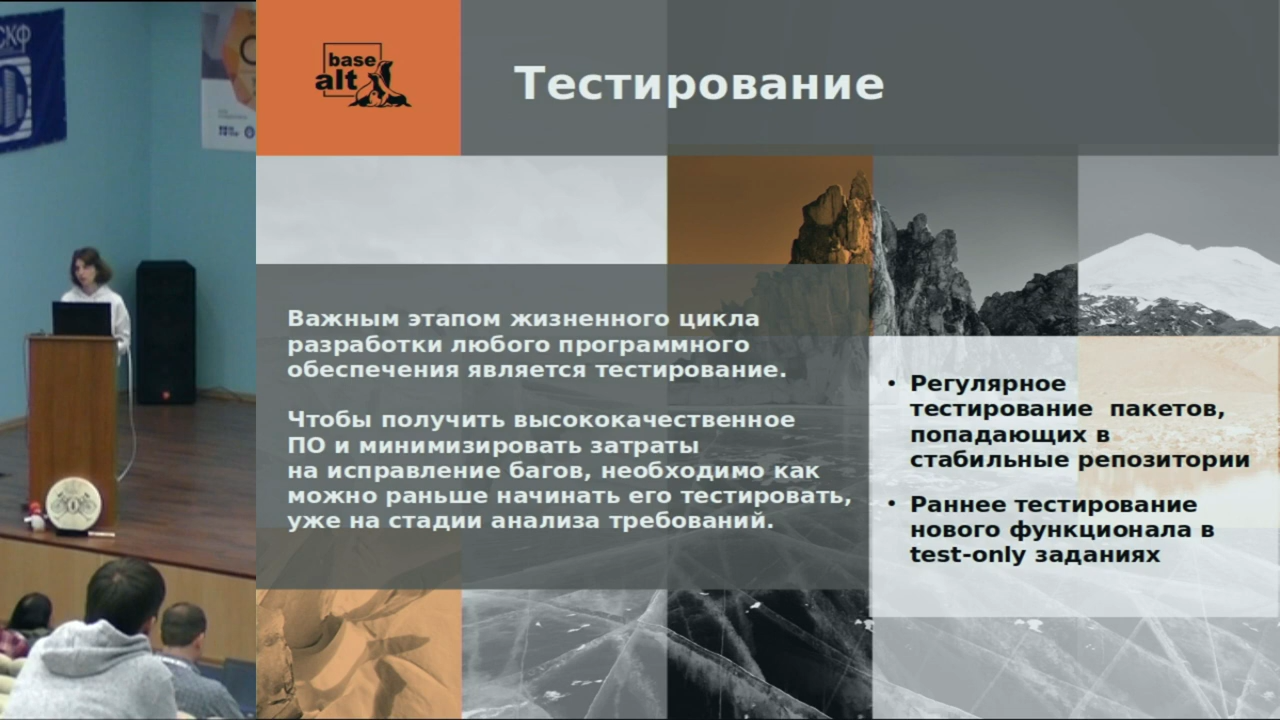 СКФ
base
alt
Тестирование
Важным этапом жизненного цикла
разработки любого программного
обеспечения является тестирование.
Чтобы получить высококачественное
ПО и минимизировать затраты
на исправление багов, необходимо как
можно раньше начинать его тестировать,
уже на стадии анализа требований.
• Регулярное
тестирование пакетов,
попадающих в
стабильные репозитории
• Раннее тестирование
нового функционала в
test-only заданиях